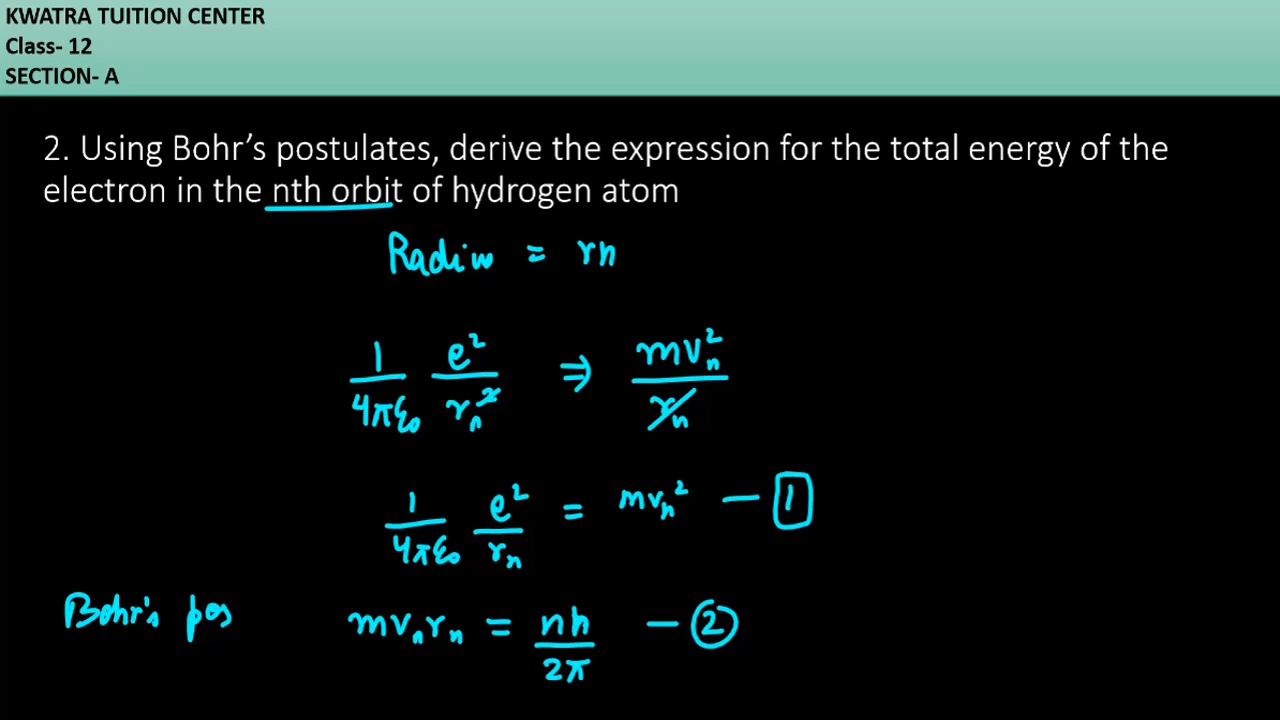 KWATRA TUITION CENTER
Class- 12
SECTION- A
2. Using Bohr’s postulates, derive the expression for the total energy of the
electron in the nth orbit of hydrogen atom
Radius = rn
1/4πε₀ e²/rₙ² ⇒ mvₙ²/rₙ
1/4πε₀ e²/rₙ = mvₙ² — 1
Bohr's pos mvₙrₙ = nh/2π — 2